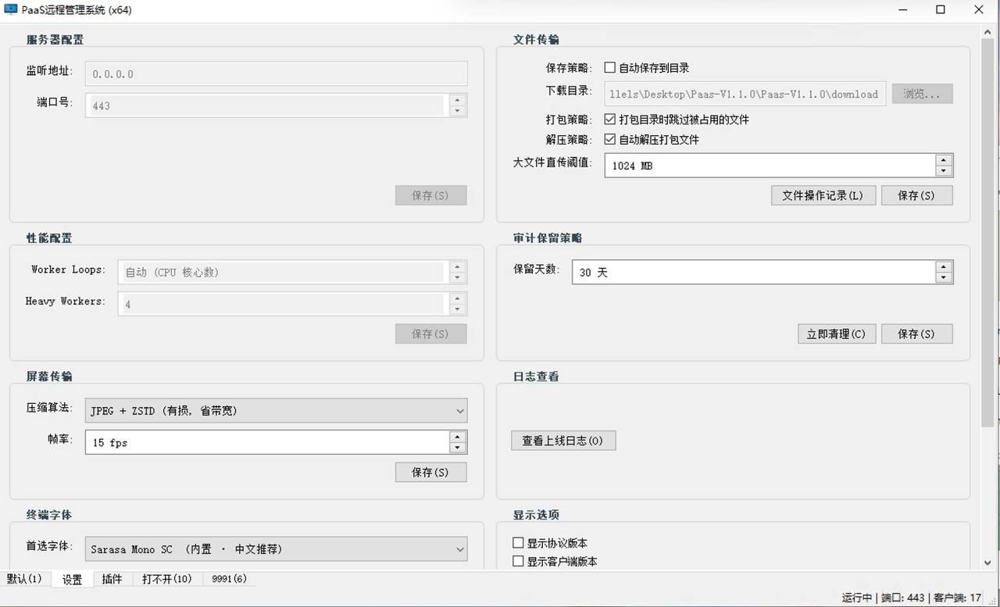 PaaS远程管理系统 (x64)
服务器配置
监听地址:
0.0.0.0
端口号:
443
保存(S)
文件传输
保存策略:
自动保存到目录
下载目录:
llels\Desktop\Paas-V1.1.0\Paas-V1.1.0\download
浏览...
打包策略:
打包目录时跳过被占用的文件
解压策略:
自动解压打包文件
大文件直传阈值:
1024 MB
文件操作记录(L)
保存(S)
性能配置
Worker Loops:
自动 (CPU 核心数)
Heavy Workers:
4
保存(S)
审计保留策略
保留天数:
30 天
立即清理(C)
保存(S)
屏幕传输
压缩算法:
JPEG + ZSTD (有损, 省带宽)
帧率:
15 fps
保存(S)
日志查看
查看上线日志(O)
终端字体
首选字体:
Sarasa Mono SC (内置 · 中文推荐)
显示选项
显示协议版本
显示客户端版本
默认(1)
设置
插件
打不开(10)
9991(6)
运行中 | 端口: 443 | 客户端: 17